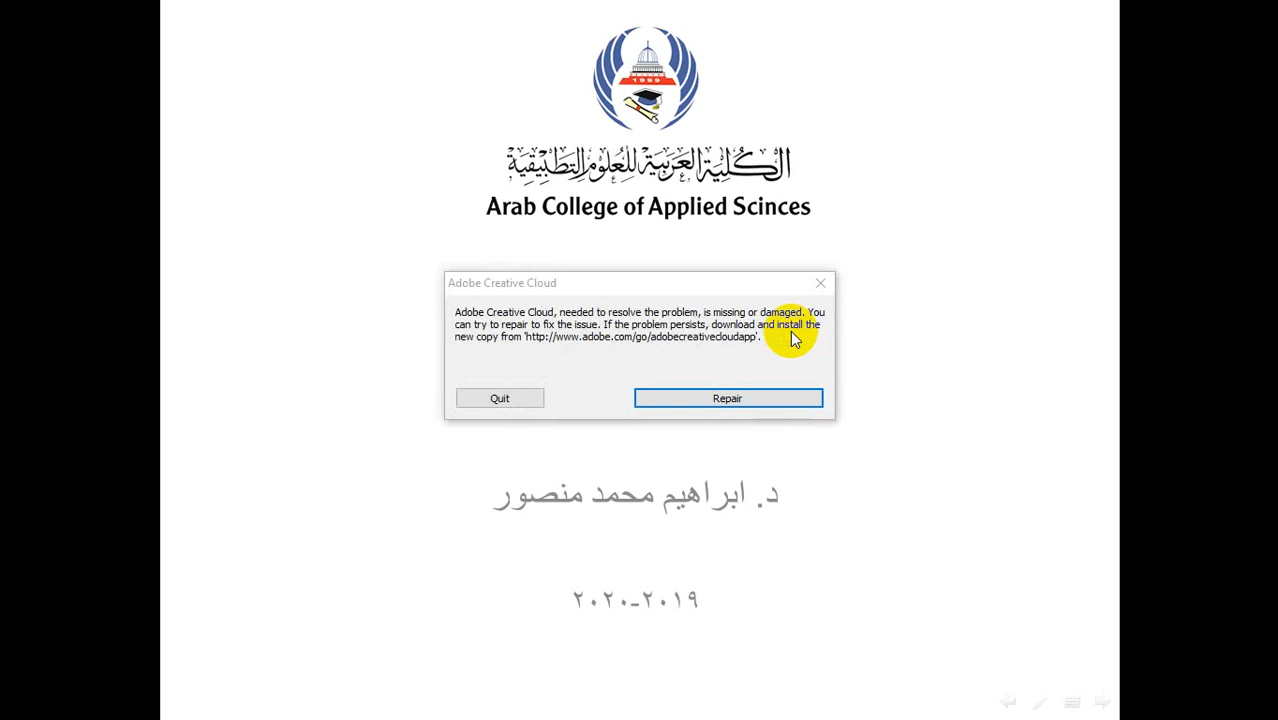 1999
الكلية العربية للعلوم التطبيقية
Arab College of Applied Scinces
Adobe Creative Cloud
Adobe Creative Cloud, needed to resolve the problem, is missing or damaged. You
can try to repair to fix the issue. If the problem persists, download and install the
new copy from 'http://www.adobe.com/go/adobecreativecloudapp'.
Quit
Repair
د. ابراهيم محمد منصور
٢٠١٩-٢٠٢٠